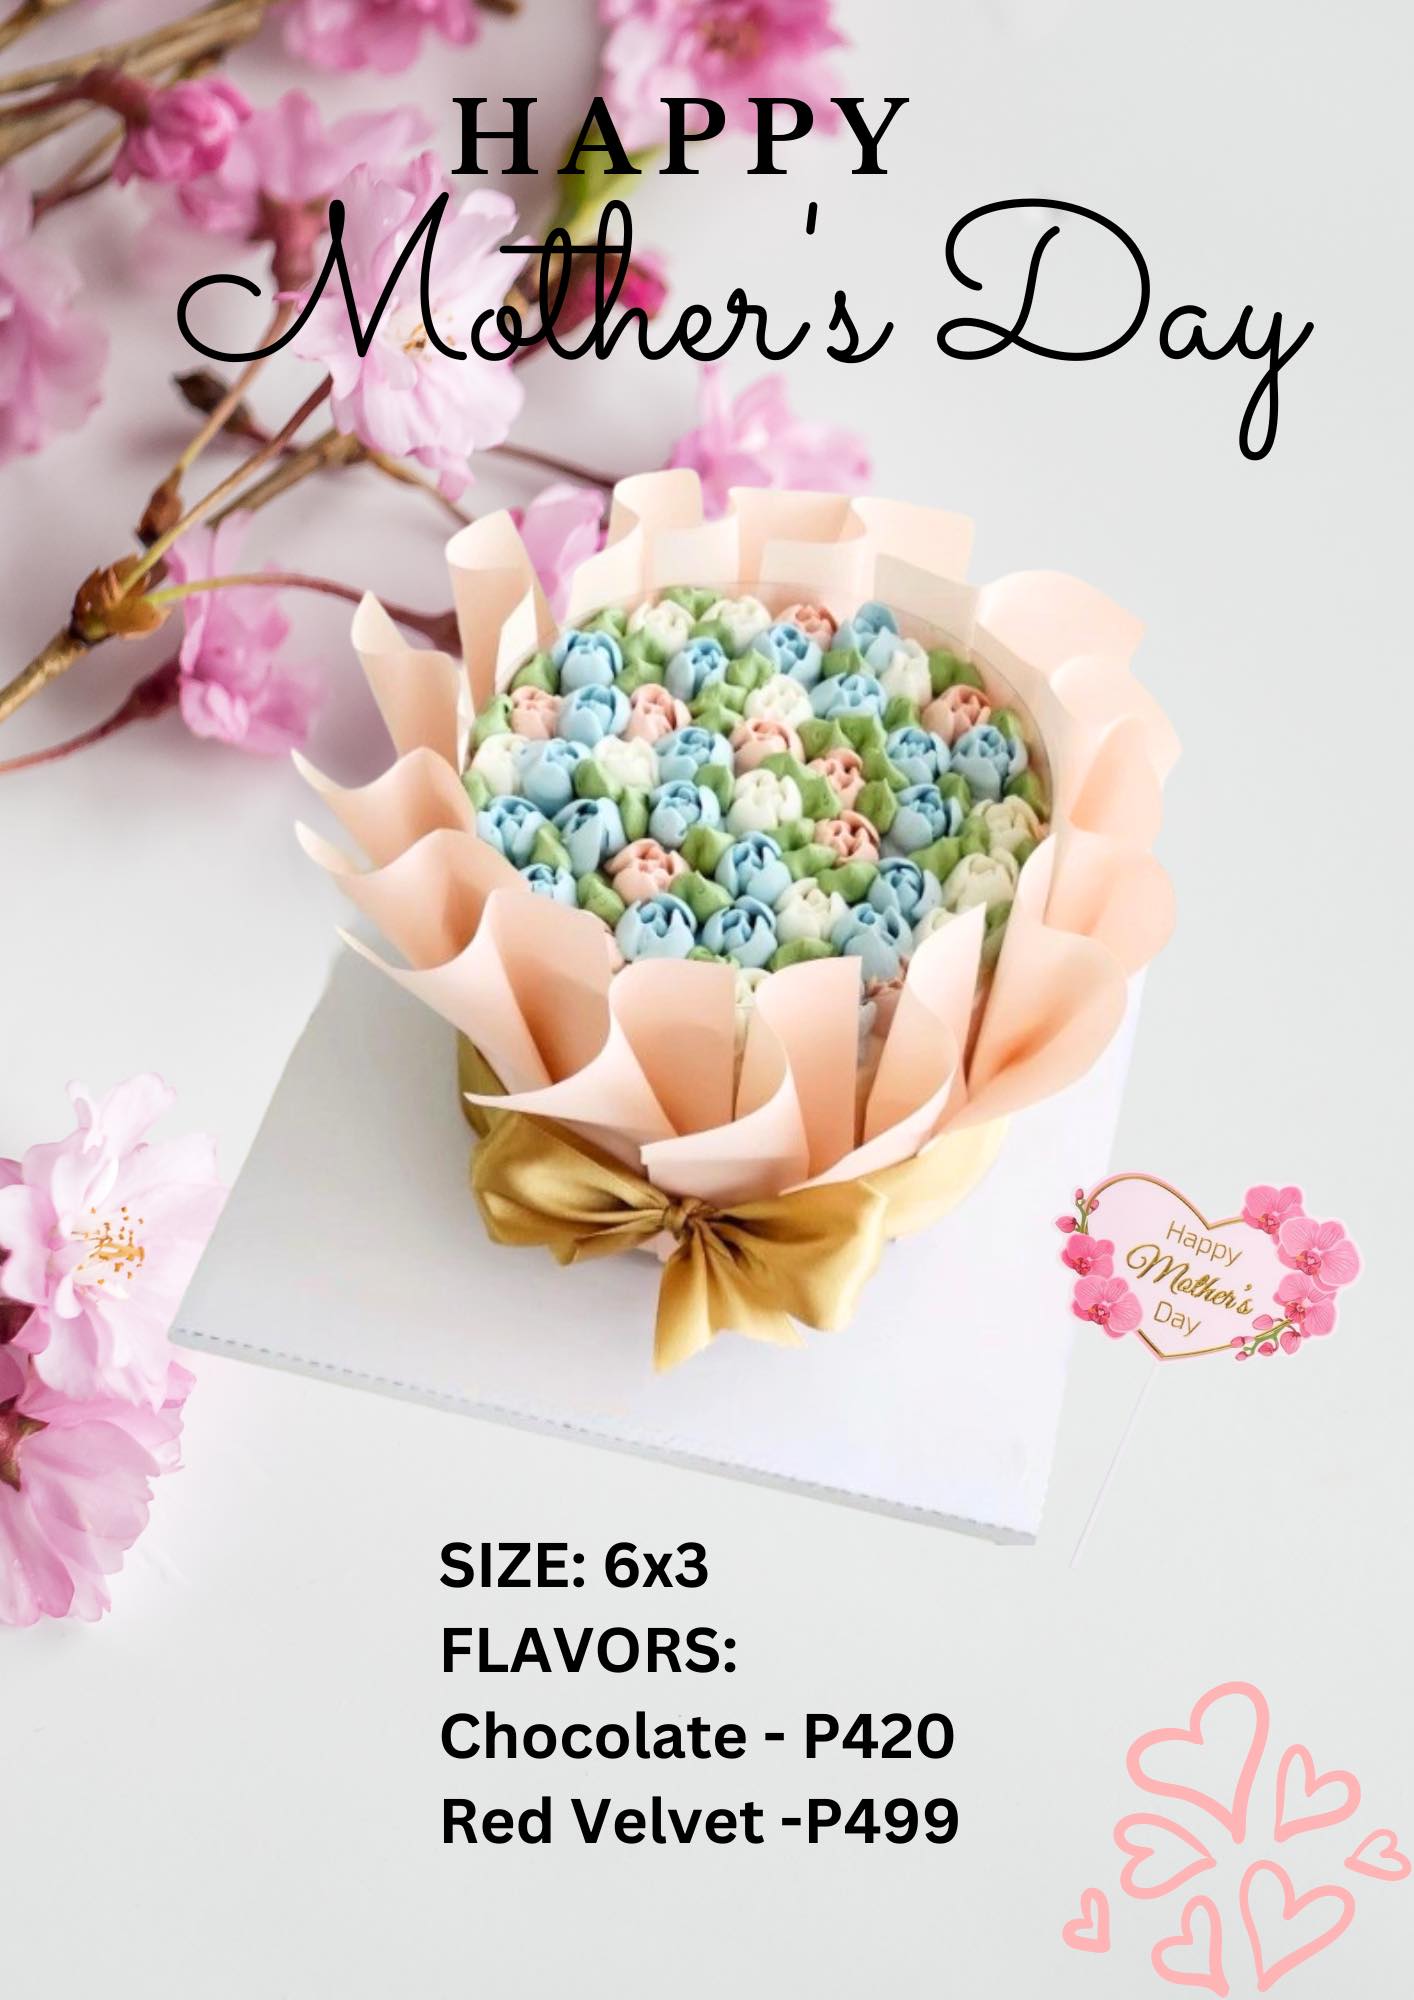 HAPPY
Mother's Day
Happy
Mother's
Day
SIZE: 6x3
FLAVORS:
Chocolate - P420
Red Velvet -P499